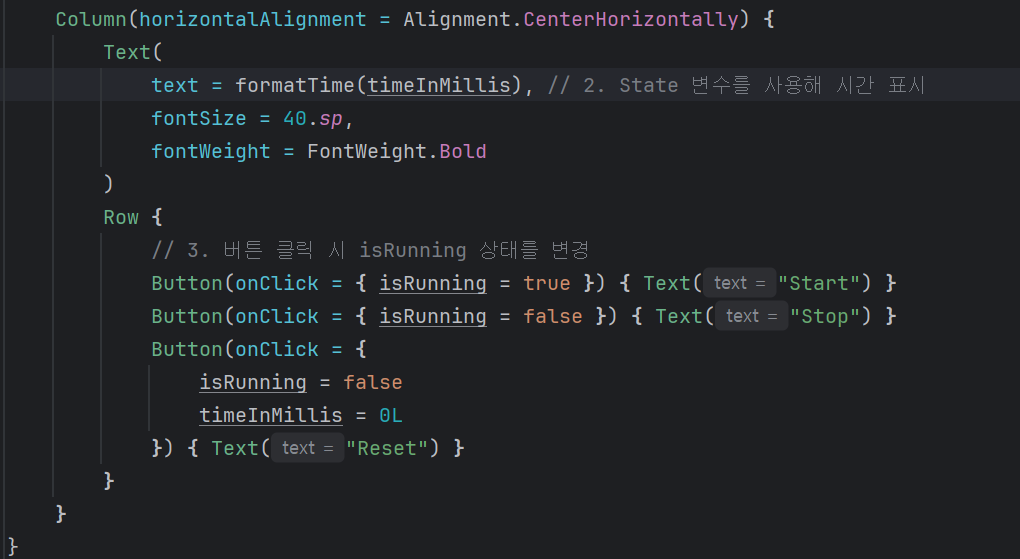 Column(horizontalAlignment = Alignment.CenterHorizontally) {
Text(
text = formatTime(timeInMillis), // 2. State 변수를 사용해 시간 표시
fontSize = 40.sp,
fontWeight = FontWeight.Bold
)
Row {
// 3. 버튼 클릭 시 isRunning 상태를 변경
Button(onClick = { isRunning = true }) { Text( text = "Start") }
Button(onClick = { isRunning = false }) { Text( text = "Stop") }
Button(onClick = {
isRunning = false
timeInMillis = 0L
}) { Text( text = "Reset") }
}
}
}